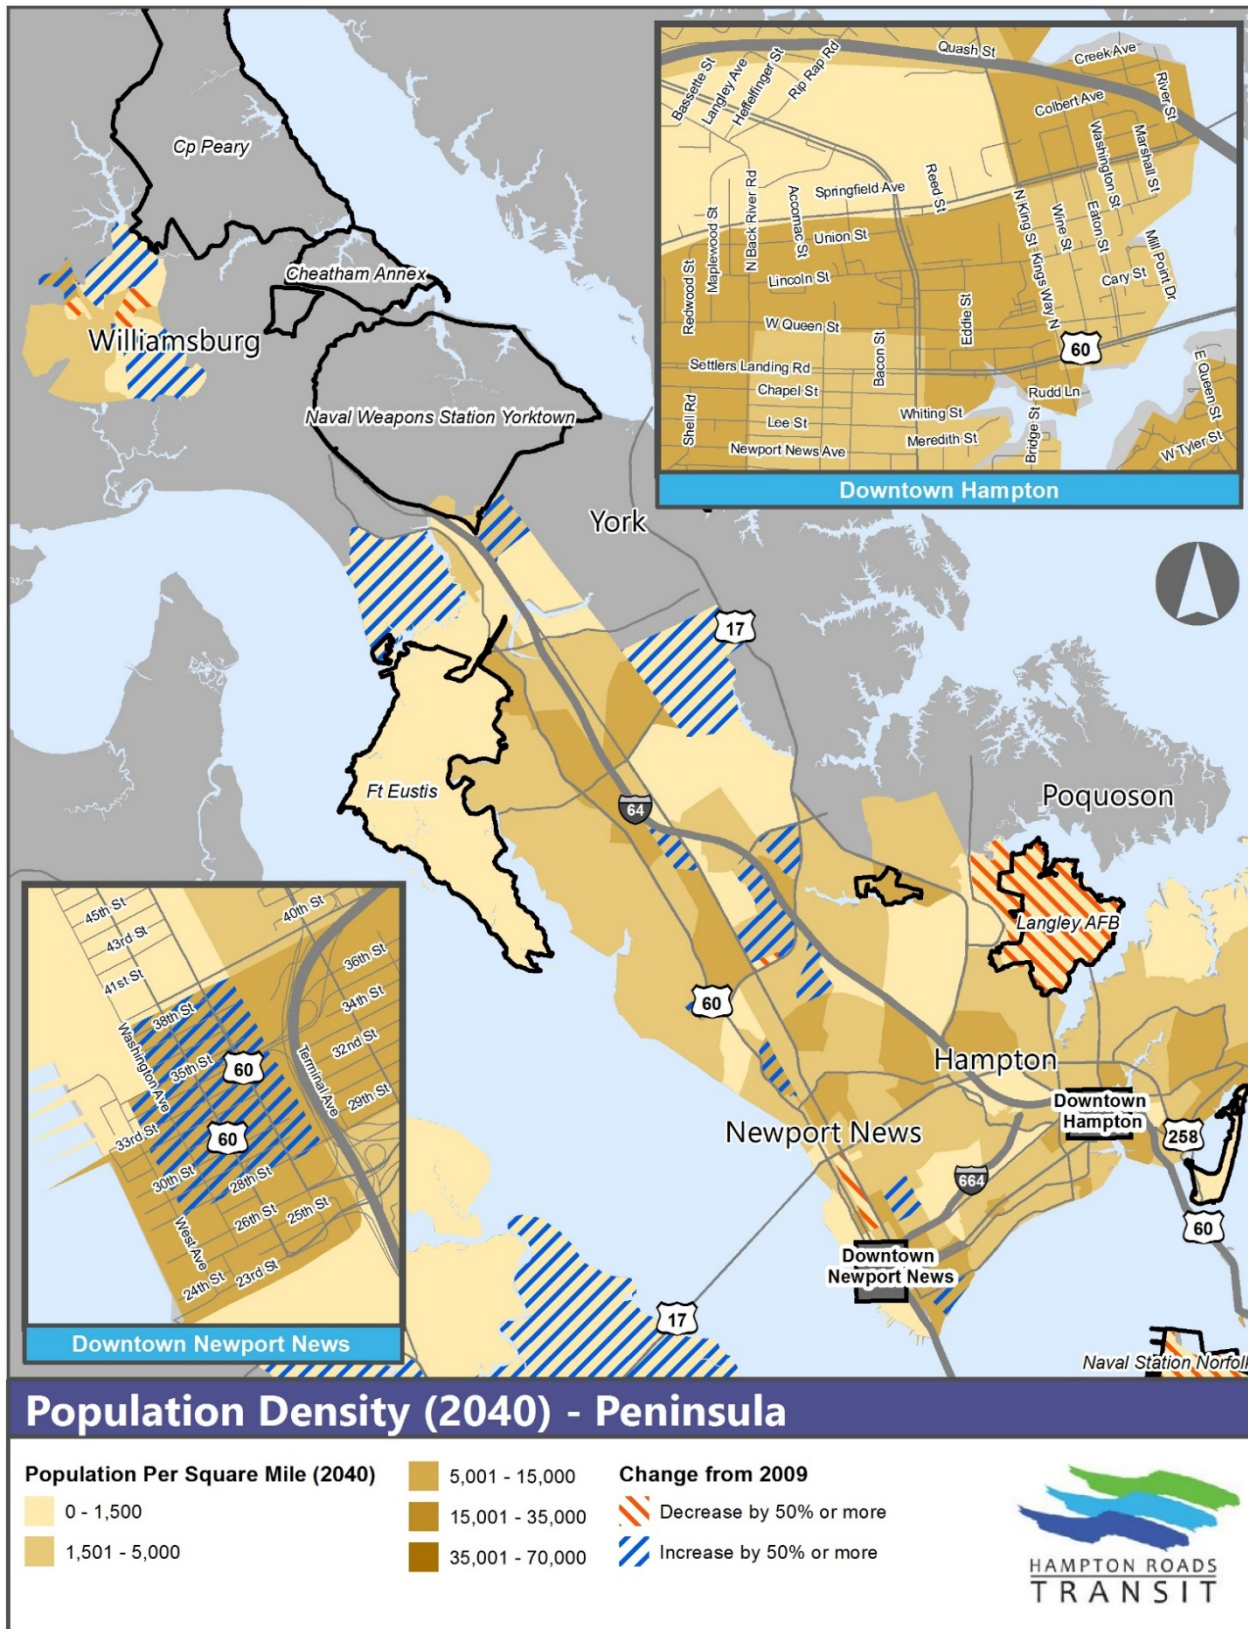 Cp Peary
Cheatham Annex
Williamsburg
Naval Weapons Station Yorktown
York
17
Ft Eustis
64
Poquoson
Langley AFB
60
Hampton
Downtown
Hampton
258
Newport News
664
60
Downtown
Newport News
17
Naval Station Norfolk
Quash St
Creek Ave
Bassette St
Langley Ave
Heffelfinger St
Rip Rap Rd
Colbert Ave
River St
Washington St
Marshall St
Springfield Ave
Reed St
Maplewood St
N Back River Rd
Accomac St
Union St
N King St
Wine St
Eaton St
Mill Point Dr
Lincoln St
Cary St
Redwood St
Kings Way N
W Queen St
Eddie St
Bacon St
60
Settlers Landing Rd
Chapel St
Rudd Ln
E Queen St
Shell Rd
Lee St
Whiting St
Meredith St
Bridge St
W Tyler St
Newport News Ave
Downtown Hampton
45th St
40th St
43rd St
36th St
41st St
34th St
38th St
Washington Ave
35th St
60
Terminal Ave
32nd St
29th St
33rd St
60
30th St
28th St
26th St
25th St
West Ave
24th St
23rd St
Downtown Newport News
Population Density (2040) - Peninsula
Population Per Square Mile (2040)
0 - 1,500
1,501 - 5,000
5,001 - 15,000
15,001 - 35,000
35,001 - 70,000
Change from 2009
Decrease by 50% or more
Increase by 50% or more
HAMPTON ROADS
TRANSIT